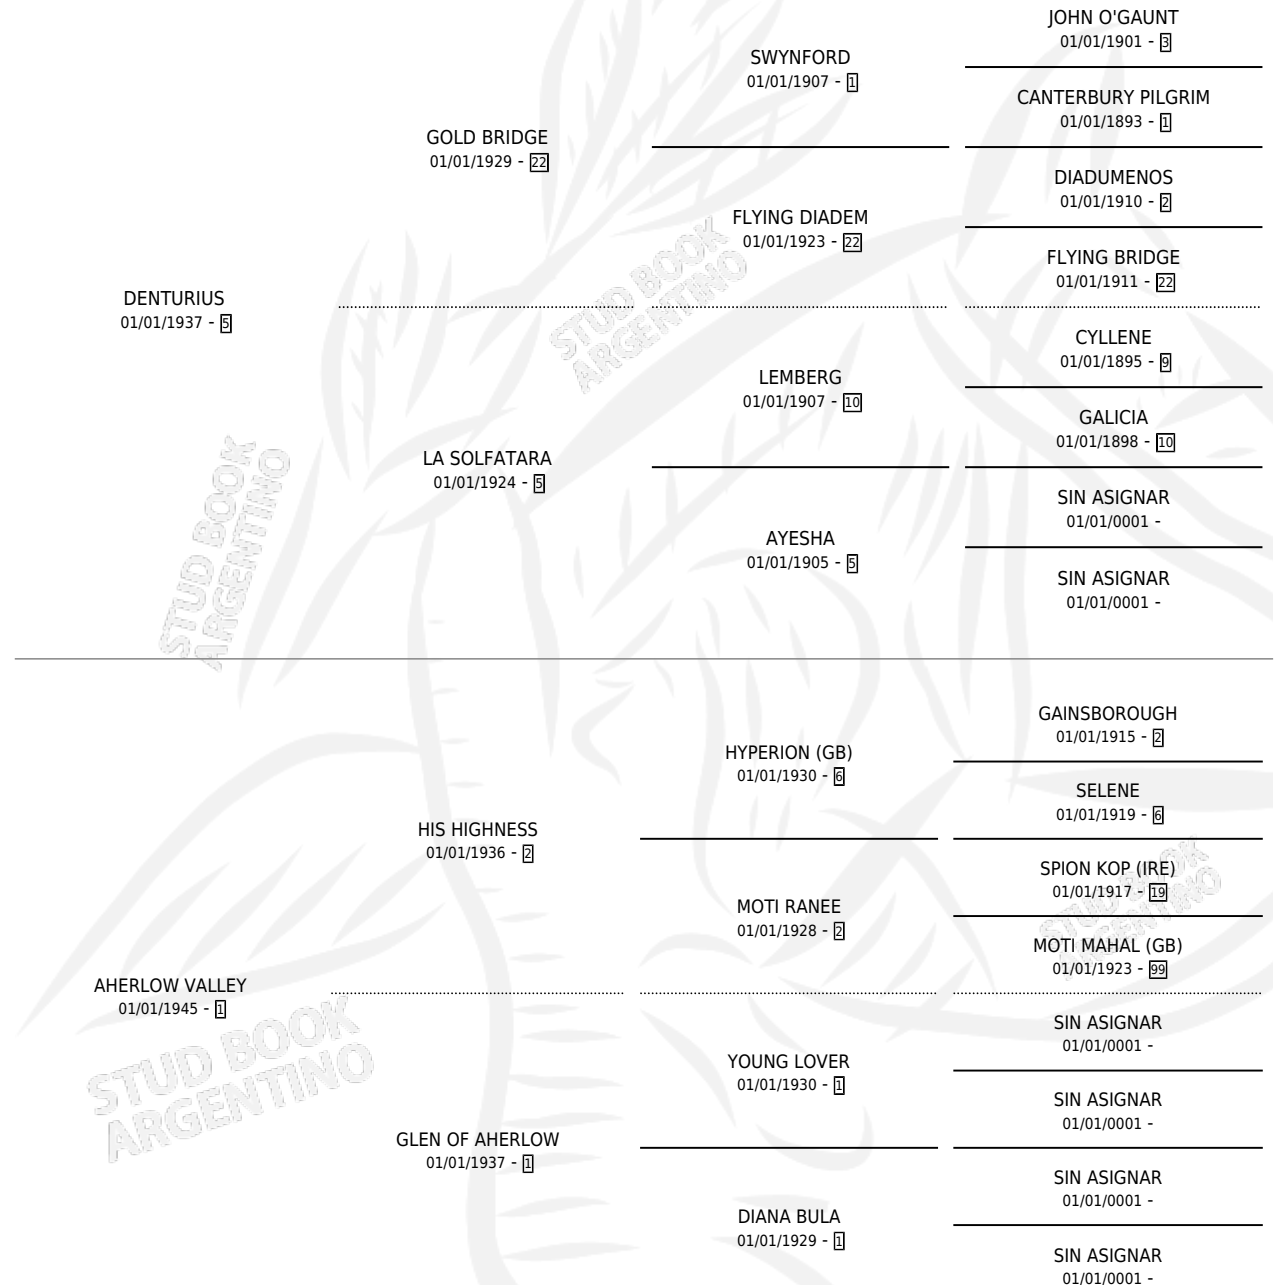 JOHN O'GAUNT
01/01/1901 - 3
SWYNFORD
01/01/1907 - 1
CANTERBURY PILGRIM
01/01/1893 - 1
GOLD BRIDGE
01/01/1929 - 22
DIADUMENOS
01/01/1910 - 2
FLYING DIADEM
01/01/1923 - 22
FLYING BRIDGE
01/01/1911 - 22
DENTURIUS
01/01/1937 - 5
STUD BOOK
ARGENTINO
CYLLENE
01/01/1895 - 9
LEMBERG
01/01/1907 - 10
GALICIA
01/01/1898 - 10
LA SOLFATARA
01/01/1924 - 5
SIN ASIGNAR
01/01/0001 -
AYESHA
01/01/1905 - 5
SIN ASIGNAR
01/01/0001 -
STUD BOOK
ARGENTINO
GAINSBOROUGH
01/01/1915 - 2
HYPERION (GB)
01/01/1930 - 6
SELENE
01/01/1919 - 6
HIS HIGHNESS
01/01/1936 - 2
SPION KOP (IRE)
01/01/1917 - 19
MOTI RANEE
01/01/1928 - 2
STUD BOOK
ARGENTINO
MOTI MAHAL (GB)
01/01/1923 - 99
AHERLOW VALLEY
01/01/1945 - 1
SIN ASIGNAR
01/01/0001 -
YOUNG LOVER
01/01/1930 - 1
STUD BOOK
ARGENTINO
SIN ASIGNAR
01/01/0001 -
GLEN OF AHERLOW
01/01/1937 - 1
SIN ASIGNAR
01/01/0001 -
DIANA BULA
01/01/1929 - 1
SIN ASIGNAR
01/01/0001 -